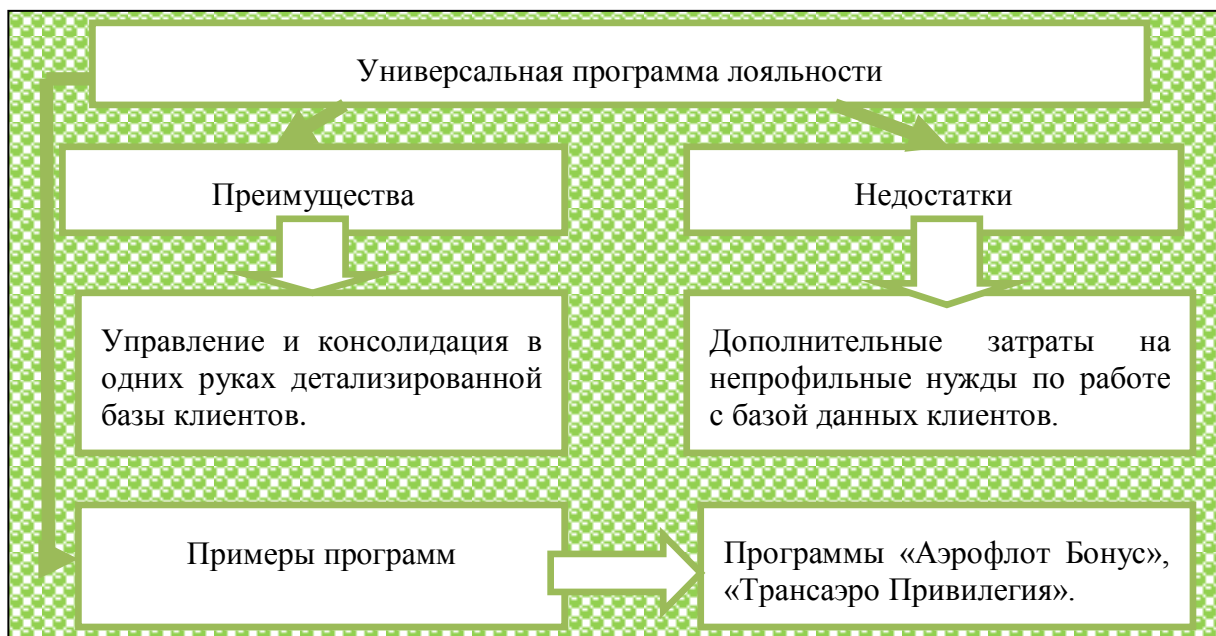 Универсальная программа лояльности
Преимущества
Недостатки
Управление и консолидация в
одних руках детализированной
базы клиентов.
Дополнительные затраты на
непрофильные нужды по работе
с базой данных клиентов.
Примеры программ
Программы «Аэрофлот Бонус»,
«Трансаэро Привилегия».